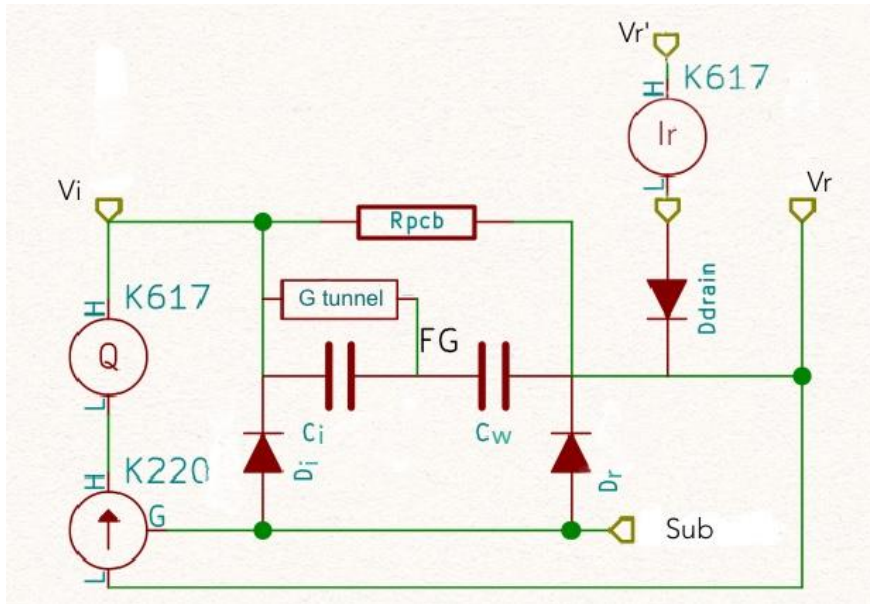 Vr'
H
K617
Ir
L
Vi
Vr
Rpcb
Ddrain
H
K617
G tunnel
Q
FG
L
Ci
Cw
H
K220
Di
Dr
G
Sub
L